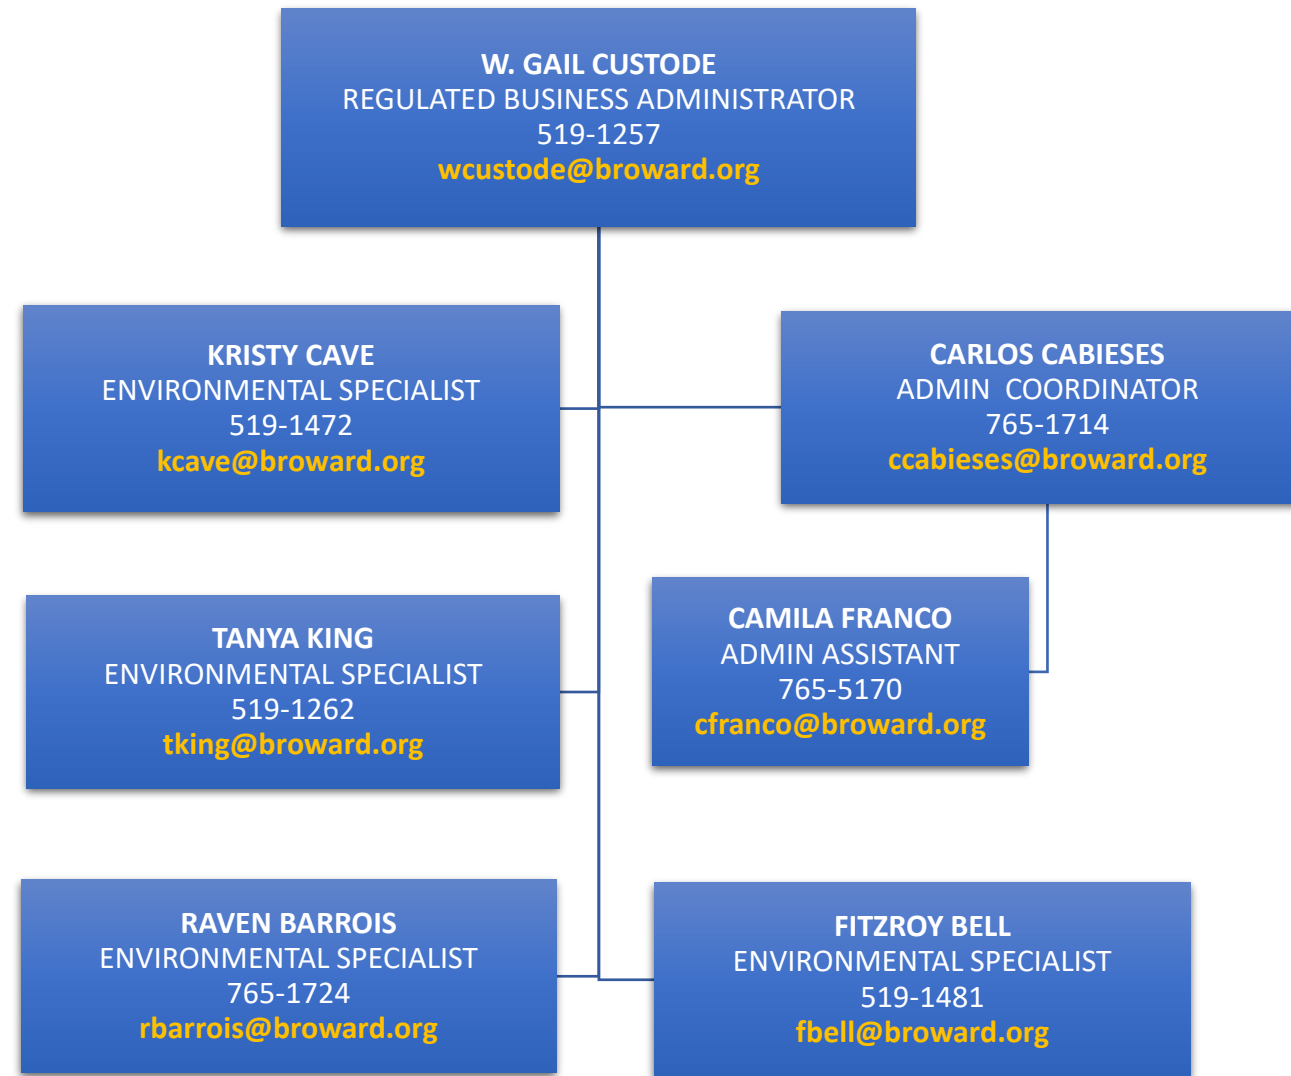 W. GAIL CUSTODE
REGULATED BUSINESS ADMINISTRATOR
519-1257
wcustode@broward.org
KRISTY CAVE
ENVIRONMENTAL SPECIALIST
519-1472
kcave@broward.org
CARLOS CABIESES
ADMIN  COORDINATOR
765-1714
ccabieses@broward.org
TANYA KING
ENVIRONMENTAL SPECIALIST
519-1262
tking@broward.org
CAMILA FRANCO
ADMIN ASSISTANT
765-5170
cfranco@broward.org
RAVEN BARROIS
ENVIRONMENTAL SPECIALIST
765-1724
rbarrois@broward.org
FITZROY BELL
ENVIRONMENTAL SPECIALIST
519-1481
fbell@broward.org